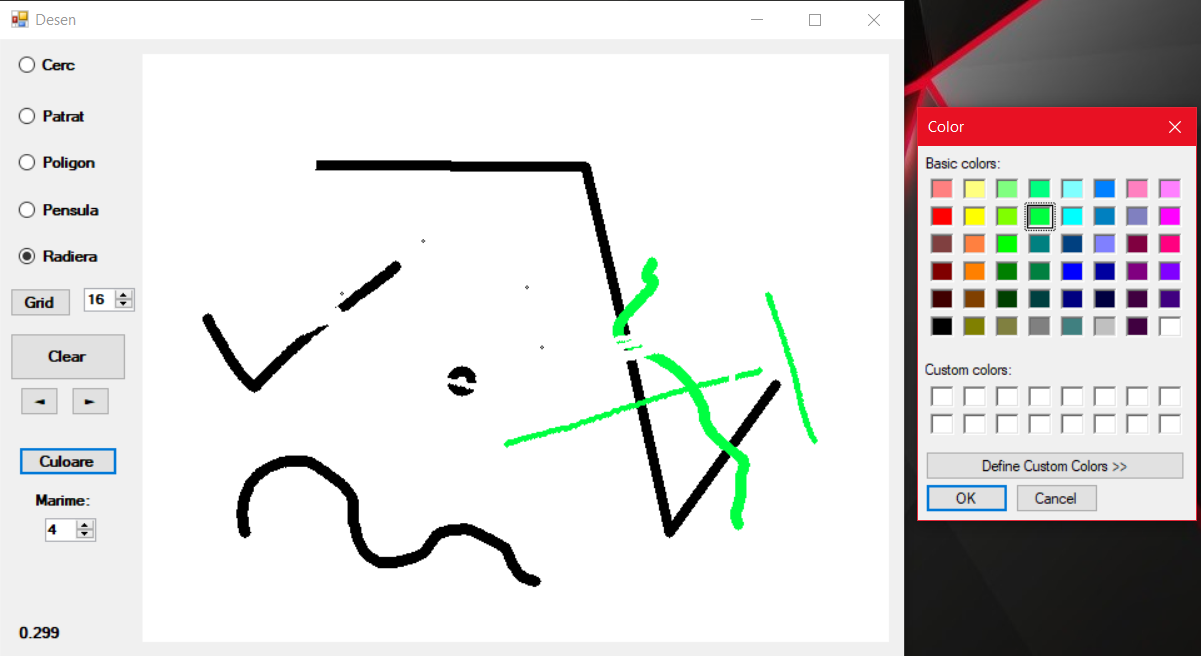 Desen
Cerc
Patrat
Poligon
Pensula
Radiera
Grid 16
Clear
◄ ►
Culoare
Marime:
4
0.299
Color
Basic colors:
Custom colors:
Define Custom Colors >>
OK Cancel